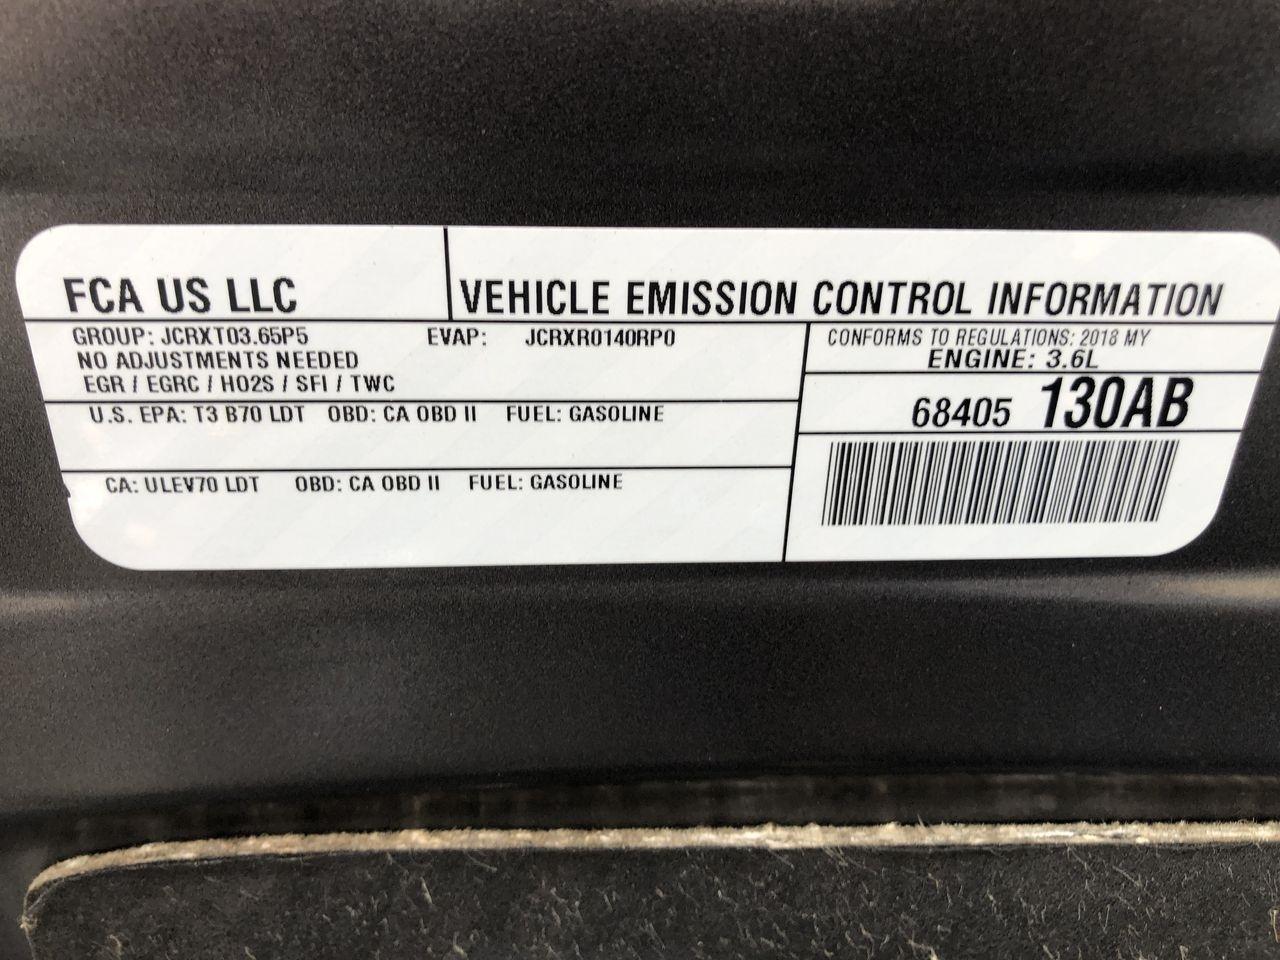 FCA US LLC
VEHICLE EMISSION CONTROL INFORMATION
GROUP: JCRXT03.65P5 EVAP: JCRXR0140RP0
NO ADJUSTMENTS NEEDED
EGR / EGRC / HO2S / SFI / TWC
U.S. EPA: T3 B70 LDT OBD: CA OBD II FUEL: GASOLINE
CA: ULEV70 LDT OBD: CA OBD II FUEL: GASOLINE
CONFORMS TO REGULATIONS: 2018 MY
ENGINE: 3.6L
68405 130AB